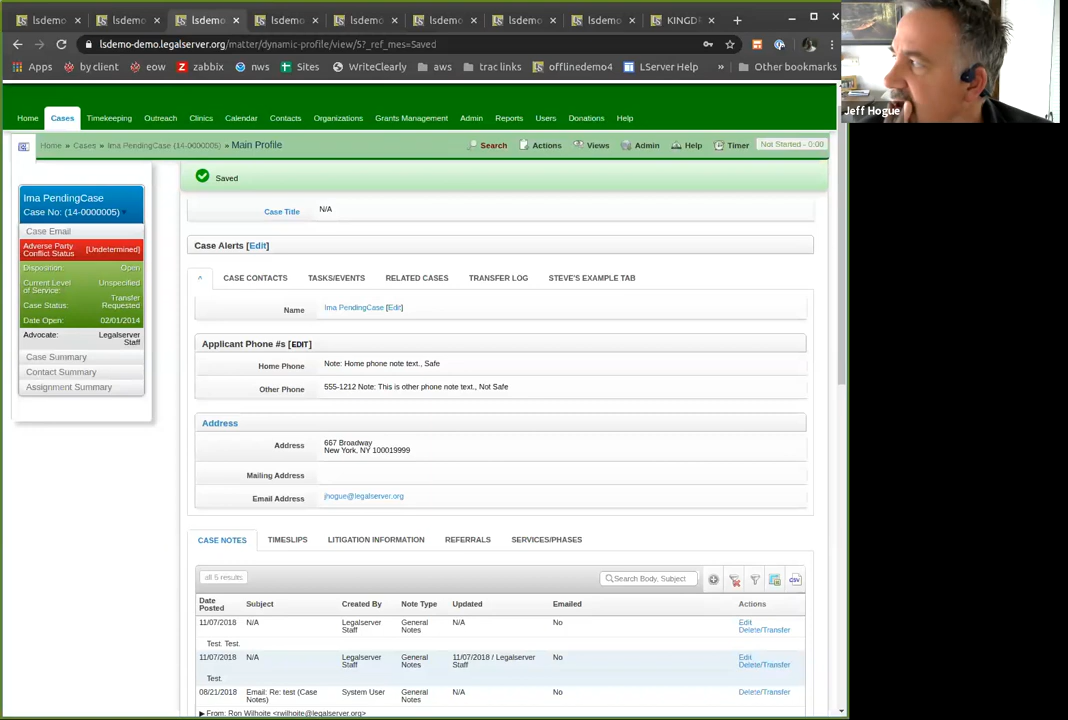 lsdemo × lsdemo × lsdemo × lsdemo × lsdemo × lsdemo × lsdemo × lsdemo × KINGD × +
lsdemo-demo.legalserver.org/matter/dynamic-profile/view/5?_ref_mes=Saved
Apps by client eow zabbix nws Sites WriteClearly aws trac links offlinedemo4 LServer Help » Other bookmarks
Jeff Hogue
Home Cases Timekeeping Outreach Clinics Calendar Contacts Organizations Grants Management Admin Reports Users Donations Help
Home » Cases » Ima PendingCase (14-0000005) » Main Profile Search Actions Views Admin Help Timer Not Started - 0:00
Saved
Ima PendingCase
Case No: (14-0000005)
Case Email
Adverse Party Conflict Status [Undetermined]
Disposition: Open
Current Level of Service: Unspecified
Case Status: Transfer Requested
Date Open: 02/01/2014
Advocate: Legalserver Staff
Case Summary
Contact Summary
Assignment Summary
Case Title N/A
Case Alerts [Edit]
^ CASE CONTACTS TASKS/EVENTS RELATED CASES TRANSFER LOG STEVE'S EXAMPLE TAB
Name Ima PendingCase [Edit]
Applicant Phone #s [EDIT]
Home Phone Note: Home phone note text., Safe
Other Phone 555-1212 Note: This is other phone note text., Not Safe
Address
Address 667 Broadway
New York, NY 100019999
Mailing Address
Email Address jhogue@legalserver.org
CASE NOTES TIMESLIPS LITIGATION INFORMATION REFERRALS SERVICES/PHASES
all 5 results Search Body, Subject CSV
Date Posted Subject Created By Note Type Updated Emailed Actions
11/07/2018 N/A Legalserver Staff General Notes N/A No Edit
Delete/Transfer
Test. Test.
11/07/2018 N/A Legalserver Staff General Notes 11/07/2018 / Legalserver Staff No Edit
Delete/Transfer
Test.
08/21/2018 Email: Re: test (Case Notes) System User General Notes N/A No Delete/Transfer
▶ From: Ron Wilhoite <rwilhoite@legalserver.org>